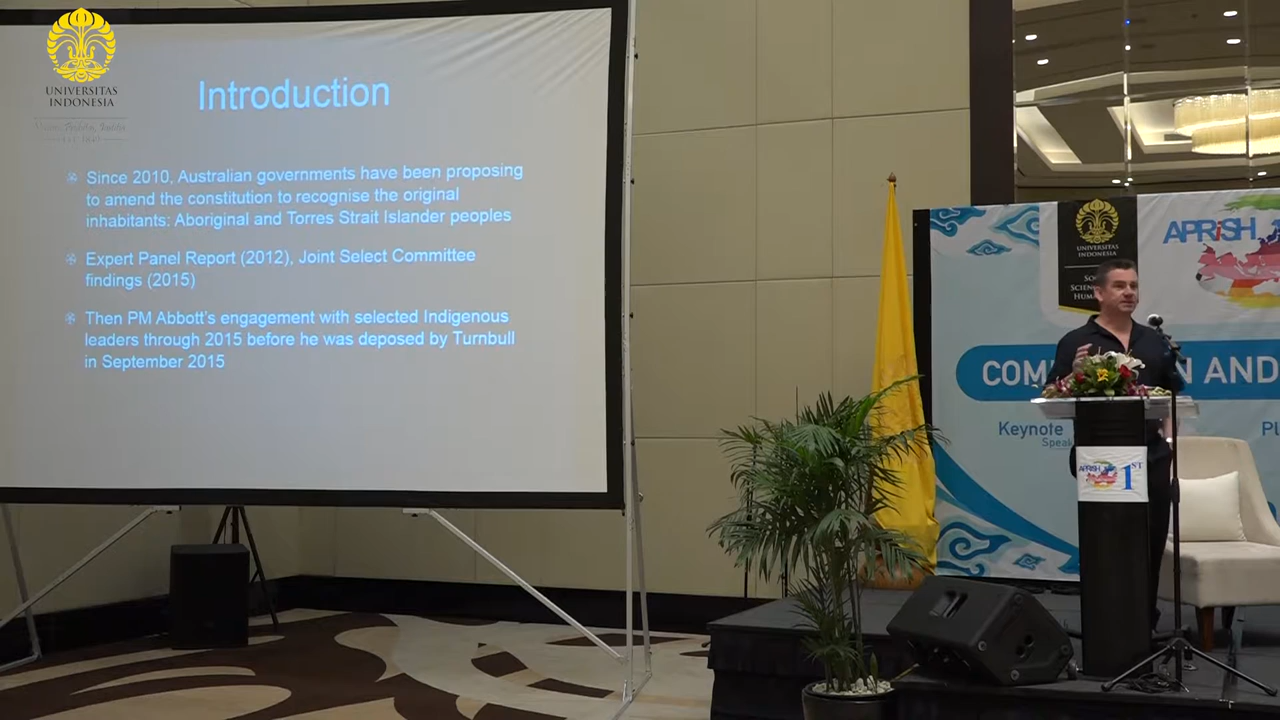 UNIVERSITAS
INDONESIA
Introduction
Since 2010, Australian governments have been proposing
to amend the constitution to recognise the original
inhabitants: Aboriginal and Torres Strait Islander peoples
Expert Panel Report (2012), Joint Select Committee
findings (2015)
Then PM Abbott's engagement with selected Indigenous
leaders through 2015 before he was deposed by Turnbull
in September 2015
UNIVERSITAS
INDONESIA
APRiSH
COM
N AND
Keynote
Speak
APRiSH
1ST